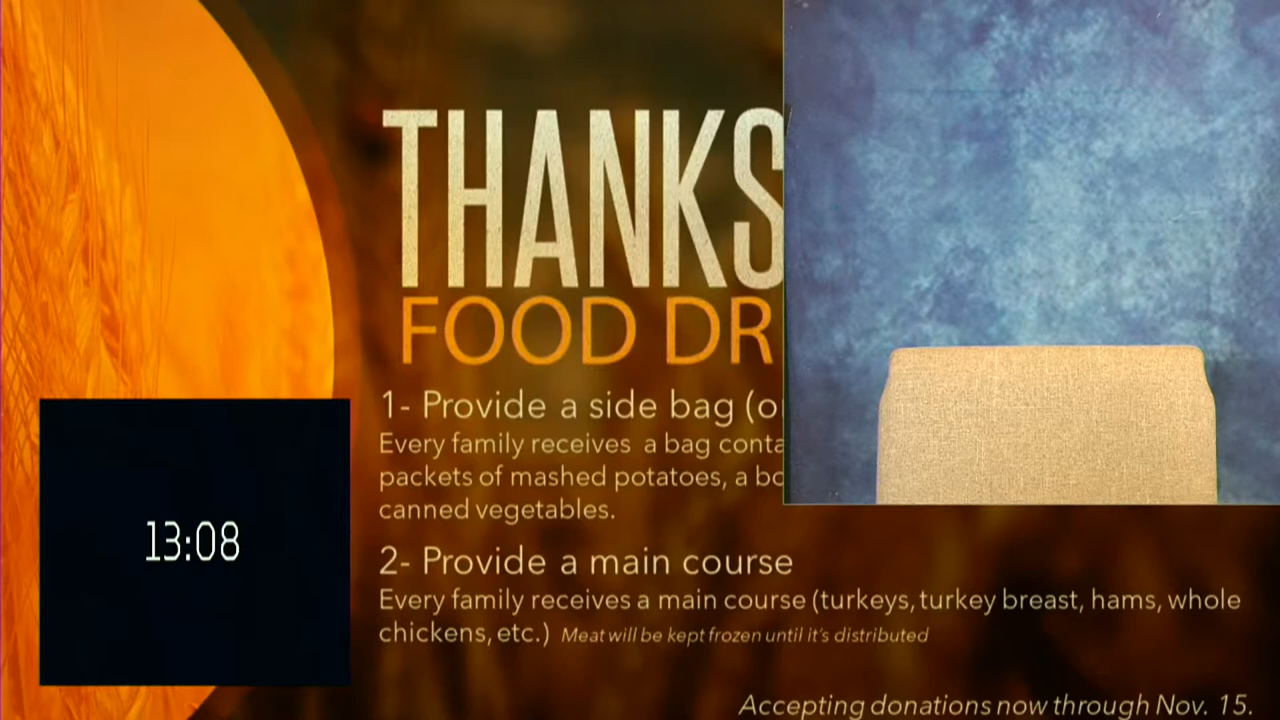 THANKS
FOOD DR
1- Provide a side bag (o
Every family receives a bag conta
packets of mashed potatoes, a bo
canned vegetables.
2- Provide a main course
Every family receives a main course (turkeys, turkey breast, hams, whole
chickens, etc.) Meat will be kept frozen until it's distributed
13:08
Accepting donations now through Nov. 15.